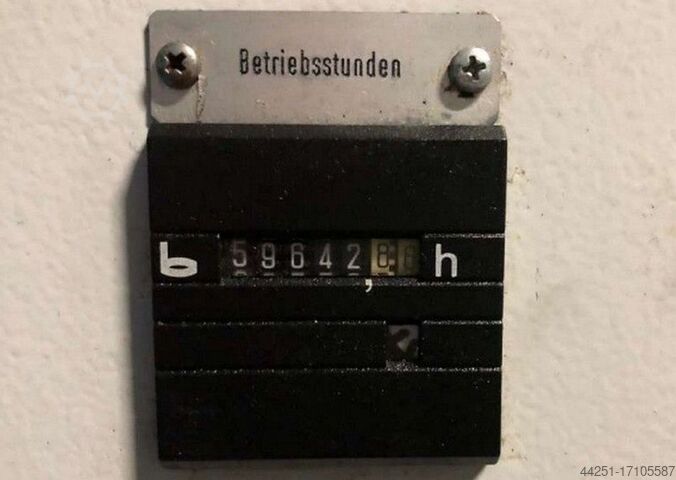 Betriebsstunden
59642, h
44251-17105587